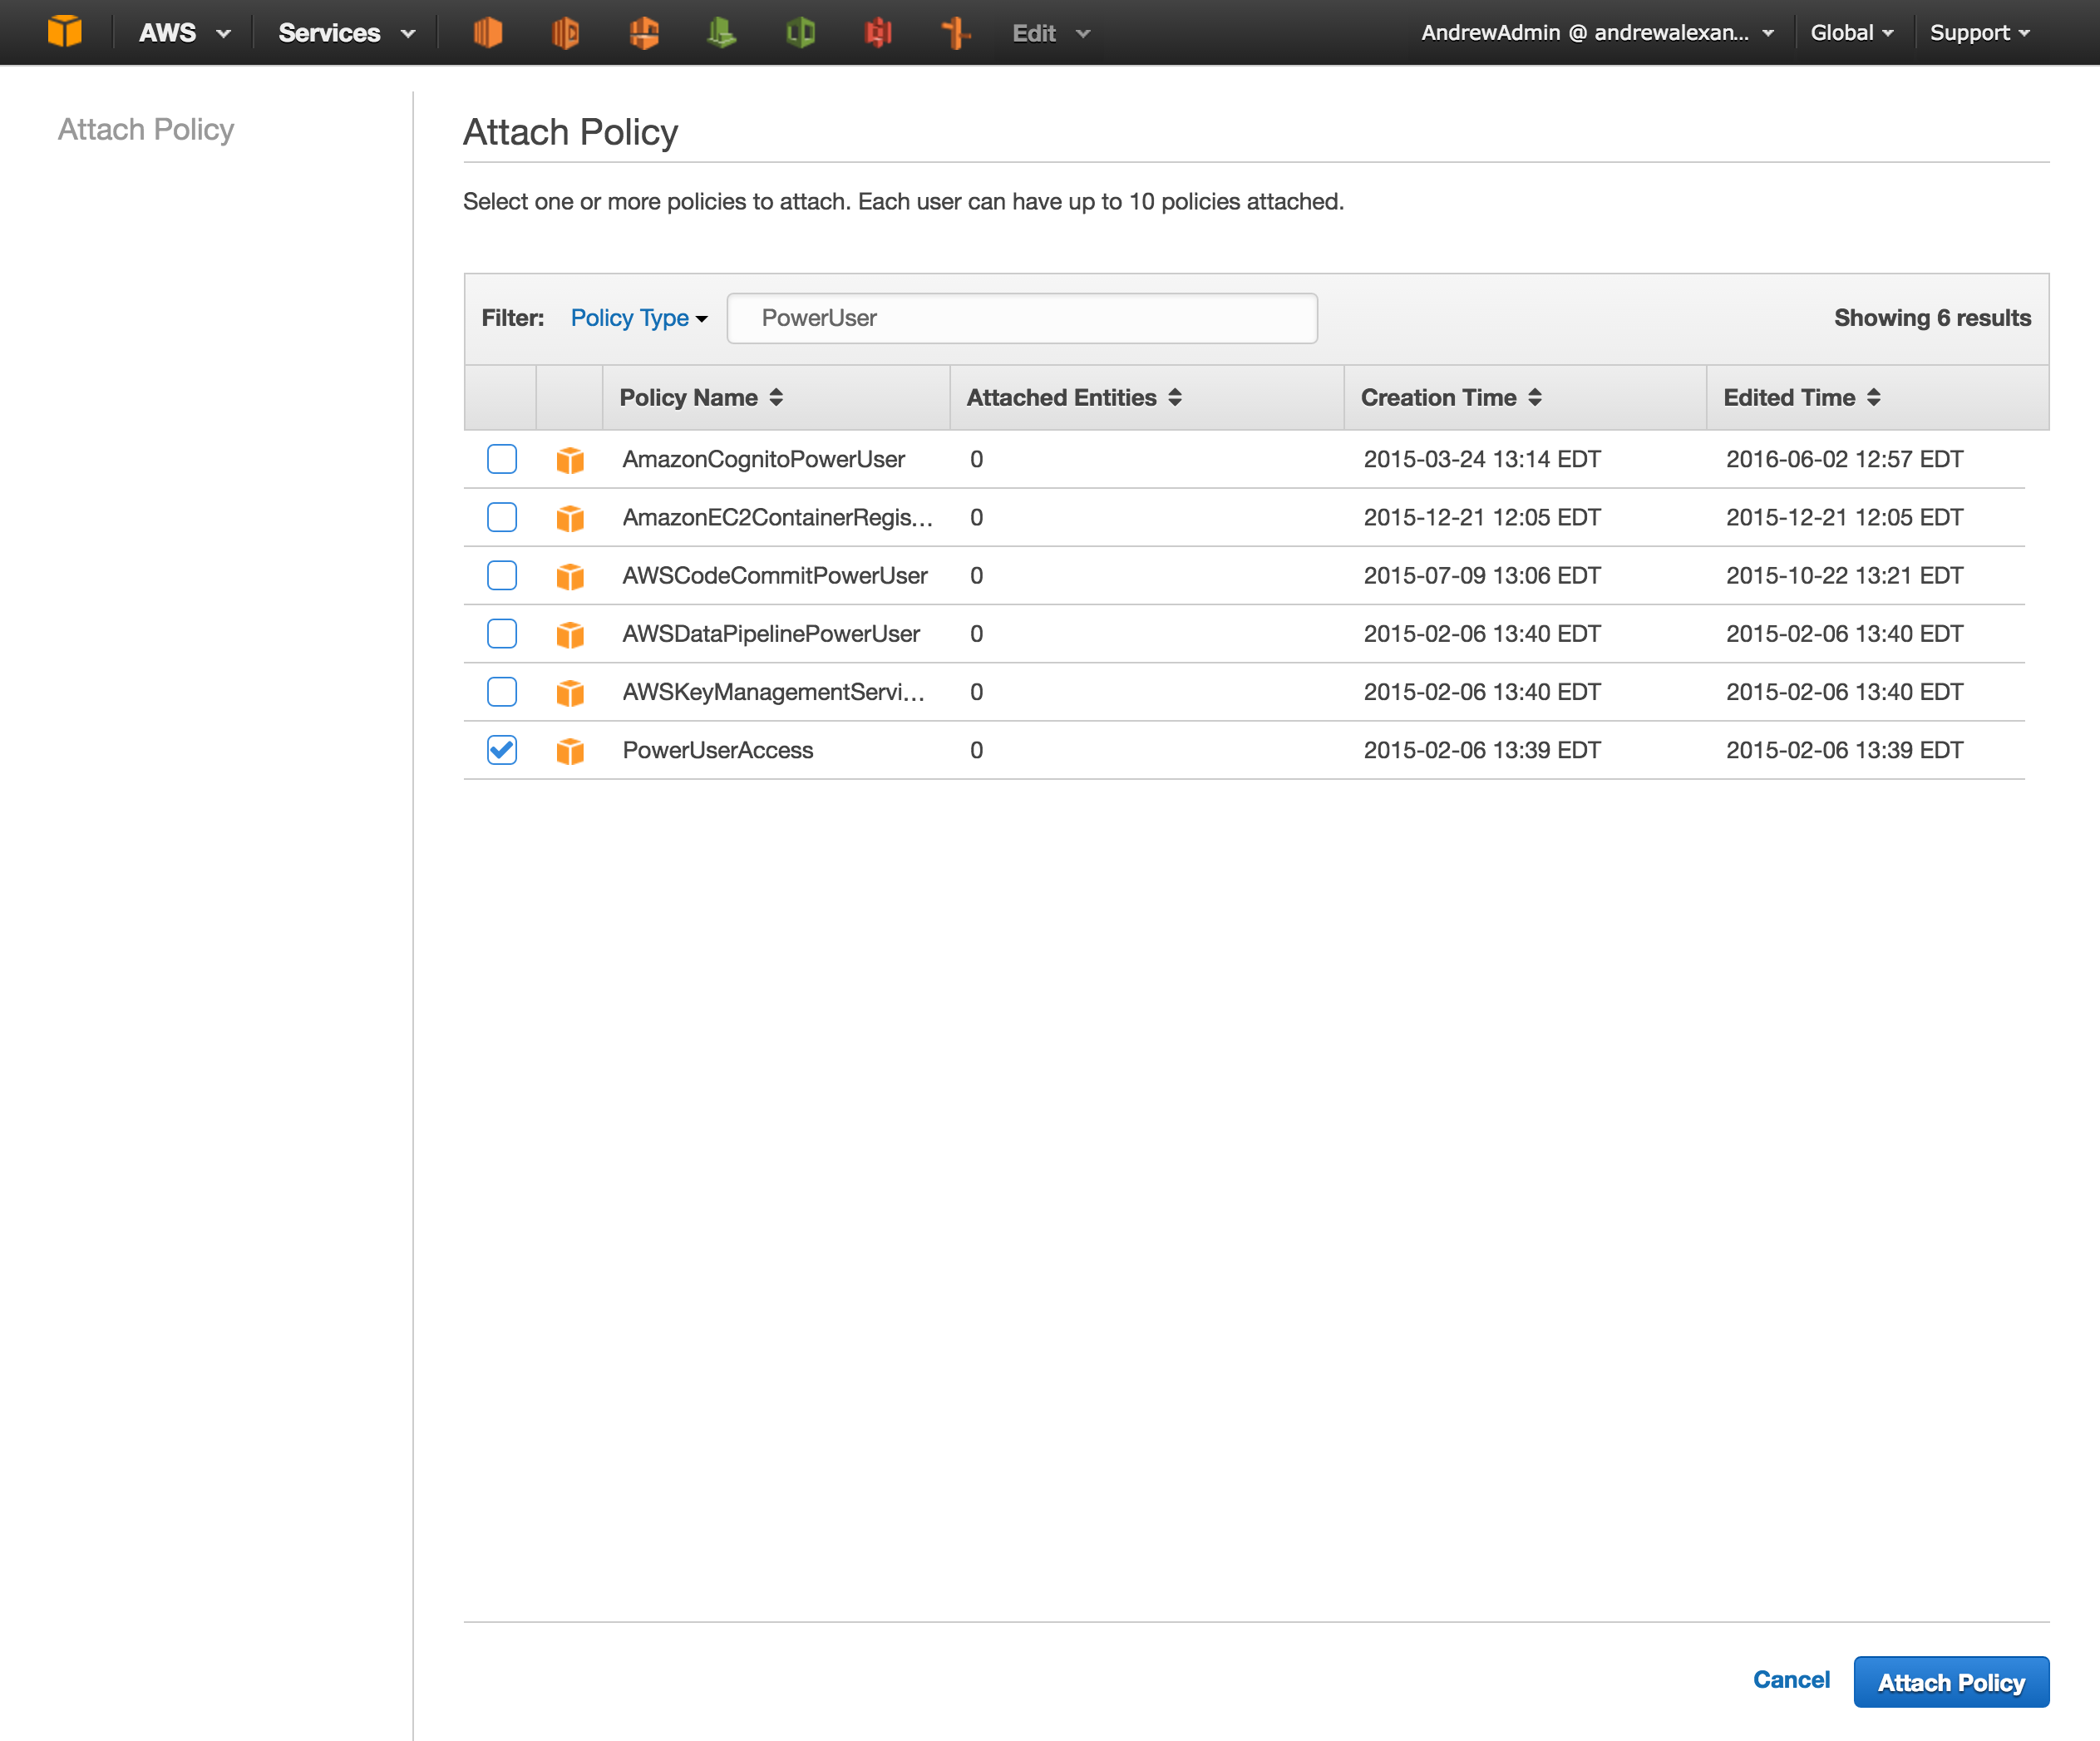 AWS Services Edit AndrewAdmin @ andrewalexan... Global Support
Attach Policy
Attach Policy
Select one or more policies to attach. Each user can have up to 10 policies attached.
Filter: Policy Type PowerUser Showing 6 results
Policy Name Attached Entities Creation Time Edited Time
AmazonCognitoPowerUser 0 2015-03-24 13:14 EDT 2016-06-02 12:57 EDT
AmazonEC2ContainerRegis... 0 2015-12-21 12:05 EDT 2015-12-21 12:05 EDT
AWSCodeCommitPowerUser 0 2015-07-09 13:06 EDT 2015-10-22 13:21 EDT
AWSDataPipelinePowerUser 0 2015-02-06 13:40 EDT 2015-02-06 13:40 EDT
AWSKeyManagementServi... 0 2015-02-06 13:40 EDT 2015-02-06 13:40 EDT
PowerUserAccess 0 2015-02-06 13:39 EDT 2015-02-06 13:39 EDT
Cancel Attach Policy